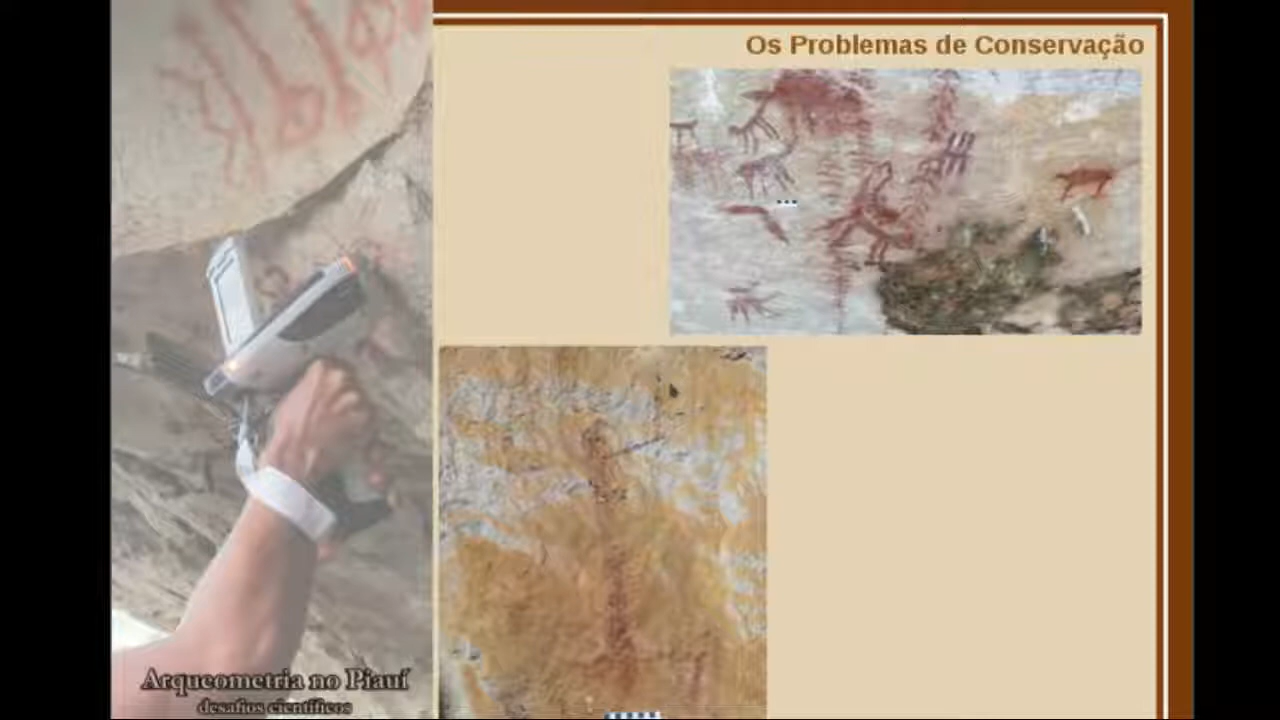 Os Problemas de Conservação
Arqueometria no Piauí
desafios científicos